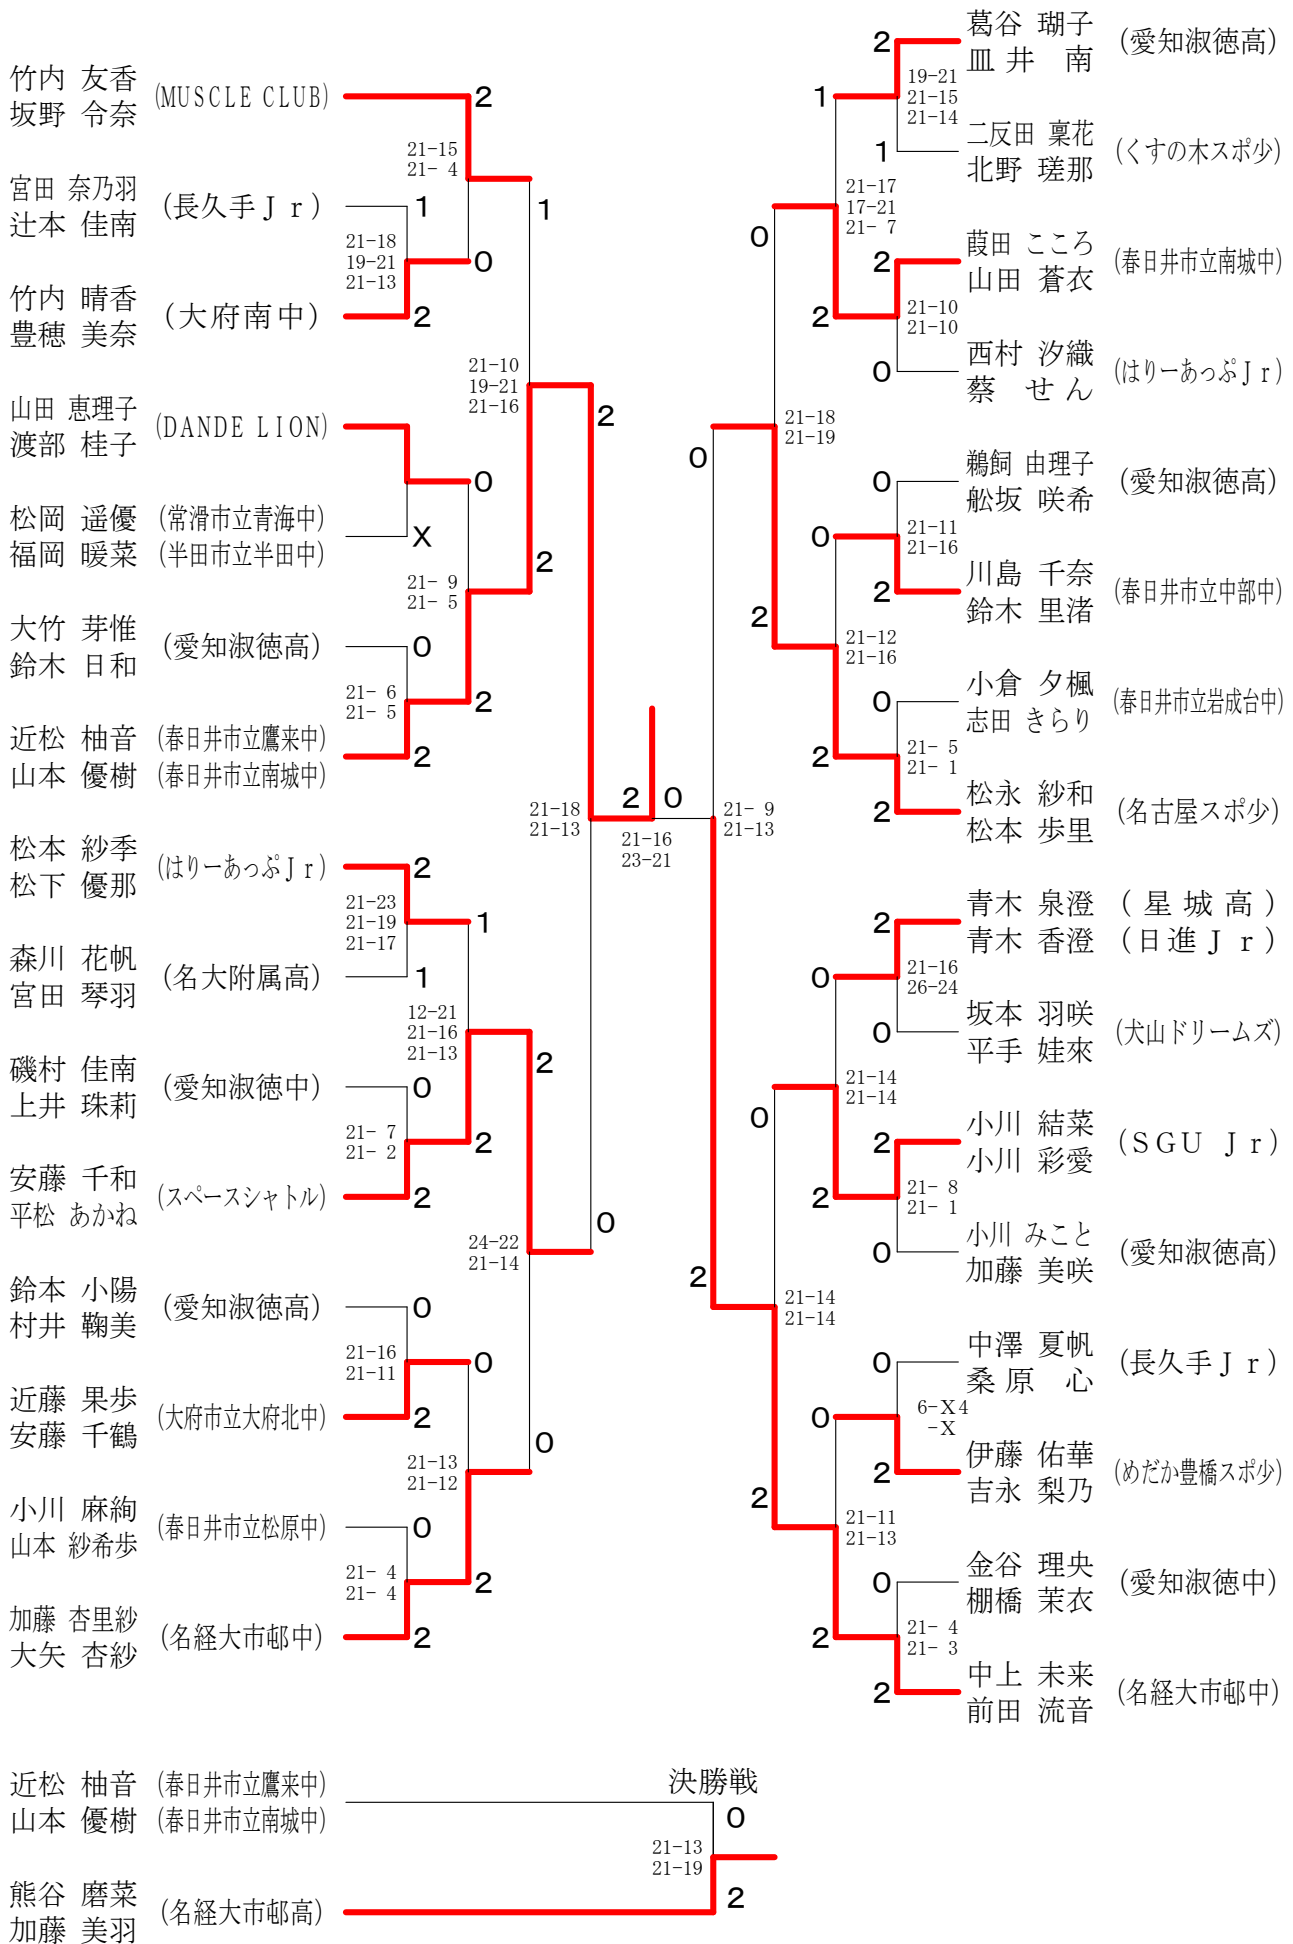 竹内 友香
坂野 令奈
(MUSCLE CLUB)
2
21-15
21- 4
宮田 奈乃羽
辻本 佳南
(長久手Ｊｒ)
1
1
21-18
19-21
21-13
0
竹内 晴香
豊穂 美奈
(大府南中)
2
21-10
19-21
21-16
2
山田 恵理子
渡部 桂子
(DANDE LION)
0
松岡 遥優
福岡 暖菜
(常滑市立青海中)
(半田市立半田中)
X
2
21- 9
21- 5
大竹 芽惟
鈴木 日和
(愛知淑徳高)
0
21- 6
21- 5
2
近松 柚音
山本 優樹
(春日井市立鷹来中)
(春日井市立南城中)
2
21-18
21-13
松本 紗季
松下 優那
(はりーあっぷＪｒ)
2
21-23
21-19
21-17
1
森川 花帆
宮田 琴羽
(名大附属高)
1
12-21
21-16
21-13
2
磯村 佳南
上井 珠莉
(愛知淑徳中)
0
21- 7
21- 2
2
安藤 千和
平松 あかね
(スペースシャトル)
2
0
24-22
21-14
鈴本 小陽
村井 鞠美
(愛知淑徳高)
0
21-16
21-11
0
近藤 果歩
安藤 千鶴
(大府市立大府北中)
2
0
21-13
21-12
小川 麻絢
山本 紗希歩
(春日井市立松原中)
0
21- 4
21- 4
2
加藤 杏里紗
大矢 杏紗
(名経大市邨中)
2
2
0
21-16
23-21
葛谷 瑚子
皿井 南
(愛知淑徳高)
2
19-21
21-15
21-14
1
二反田 稟花
北野 瑳那
(くすの木スポ少)
1
21-17
17-21
21- 7
0
葭田 こころ
山田 蒼衣
(春日井市立南城中)
2
21-10
21-10
2
西村 汐織
蔡 せん
(はりーあっぷＪｒ)
0
21-18
21-19
0
鵜飼 由理子
舩坂 咲希
(愛知淑徳高)
0
21-11
21-16
0
川島 千奈
鈴木 里渚
(春日井市立中部中)
2
2
21-12
21-16
小倉 夕楓
志田 きらり
(春日井市立岩成台中)
0
21- 5
21- 1
2
松永 紗和
松本 歩里
(名古屋スポ少)
2
21- 9
21-13
青木 泉澄
青木 香澄
(星城高)
(日進Ｊｒ)
2
21-16
26-24
0
坂本 羽咲
平手 娃來
(犬山ドリームズ)
0
21-14
21-14
0
小川 結菜
小川 彩愛
(SGU Jr)
2
21- 8
21- 1
2
小川 みこと
加藤 美咲
(愛知淑徳高)
0
2
21-14
21-14
中澤 夏帆
桑原 心
(長久手Ｊｒ)
0
6-X4
-X
0
伊藤 佑華
吉永 梨乃
(めだか豊橋スポ少)
2
2
21-11
21-13
金谷 理央
棚橋 茉衣
(愛知淑徳中)
0
21- 4
21- 3
2
中上 未来
前田 流音
(名経大市邨中)
2
決勝戦
近松 柚音
山本 優樹
(春日井市立鷹来中)
(春日井市立南城中)
0
21-13
21-19
熊谷 磨菜
加藤 美羽
(名経大市邨高)
2